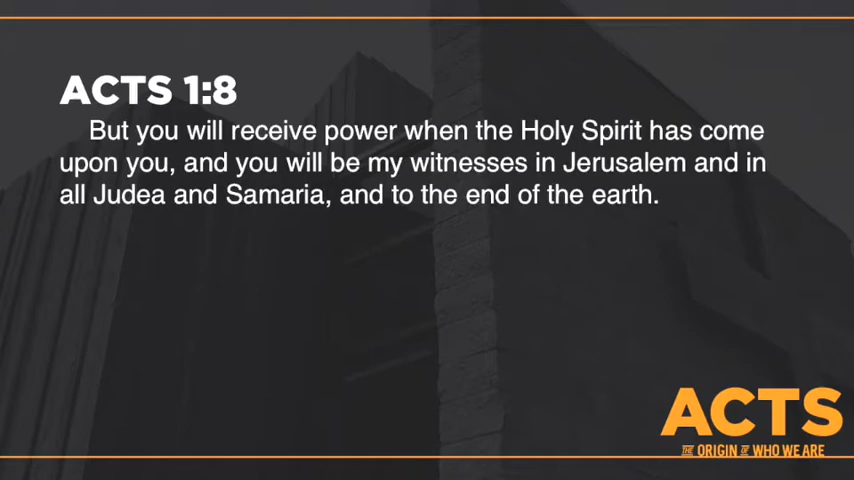 ACTS 1:8
But you will receive power when the Holy Spirit has come
upon you, and you will be my witnesses in Jerusalem and in
all Judea and Samaria, and to the end of the earth.
ACTS
THE ORIGIN OF WHO WE ARE